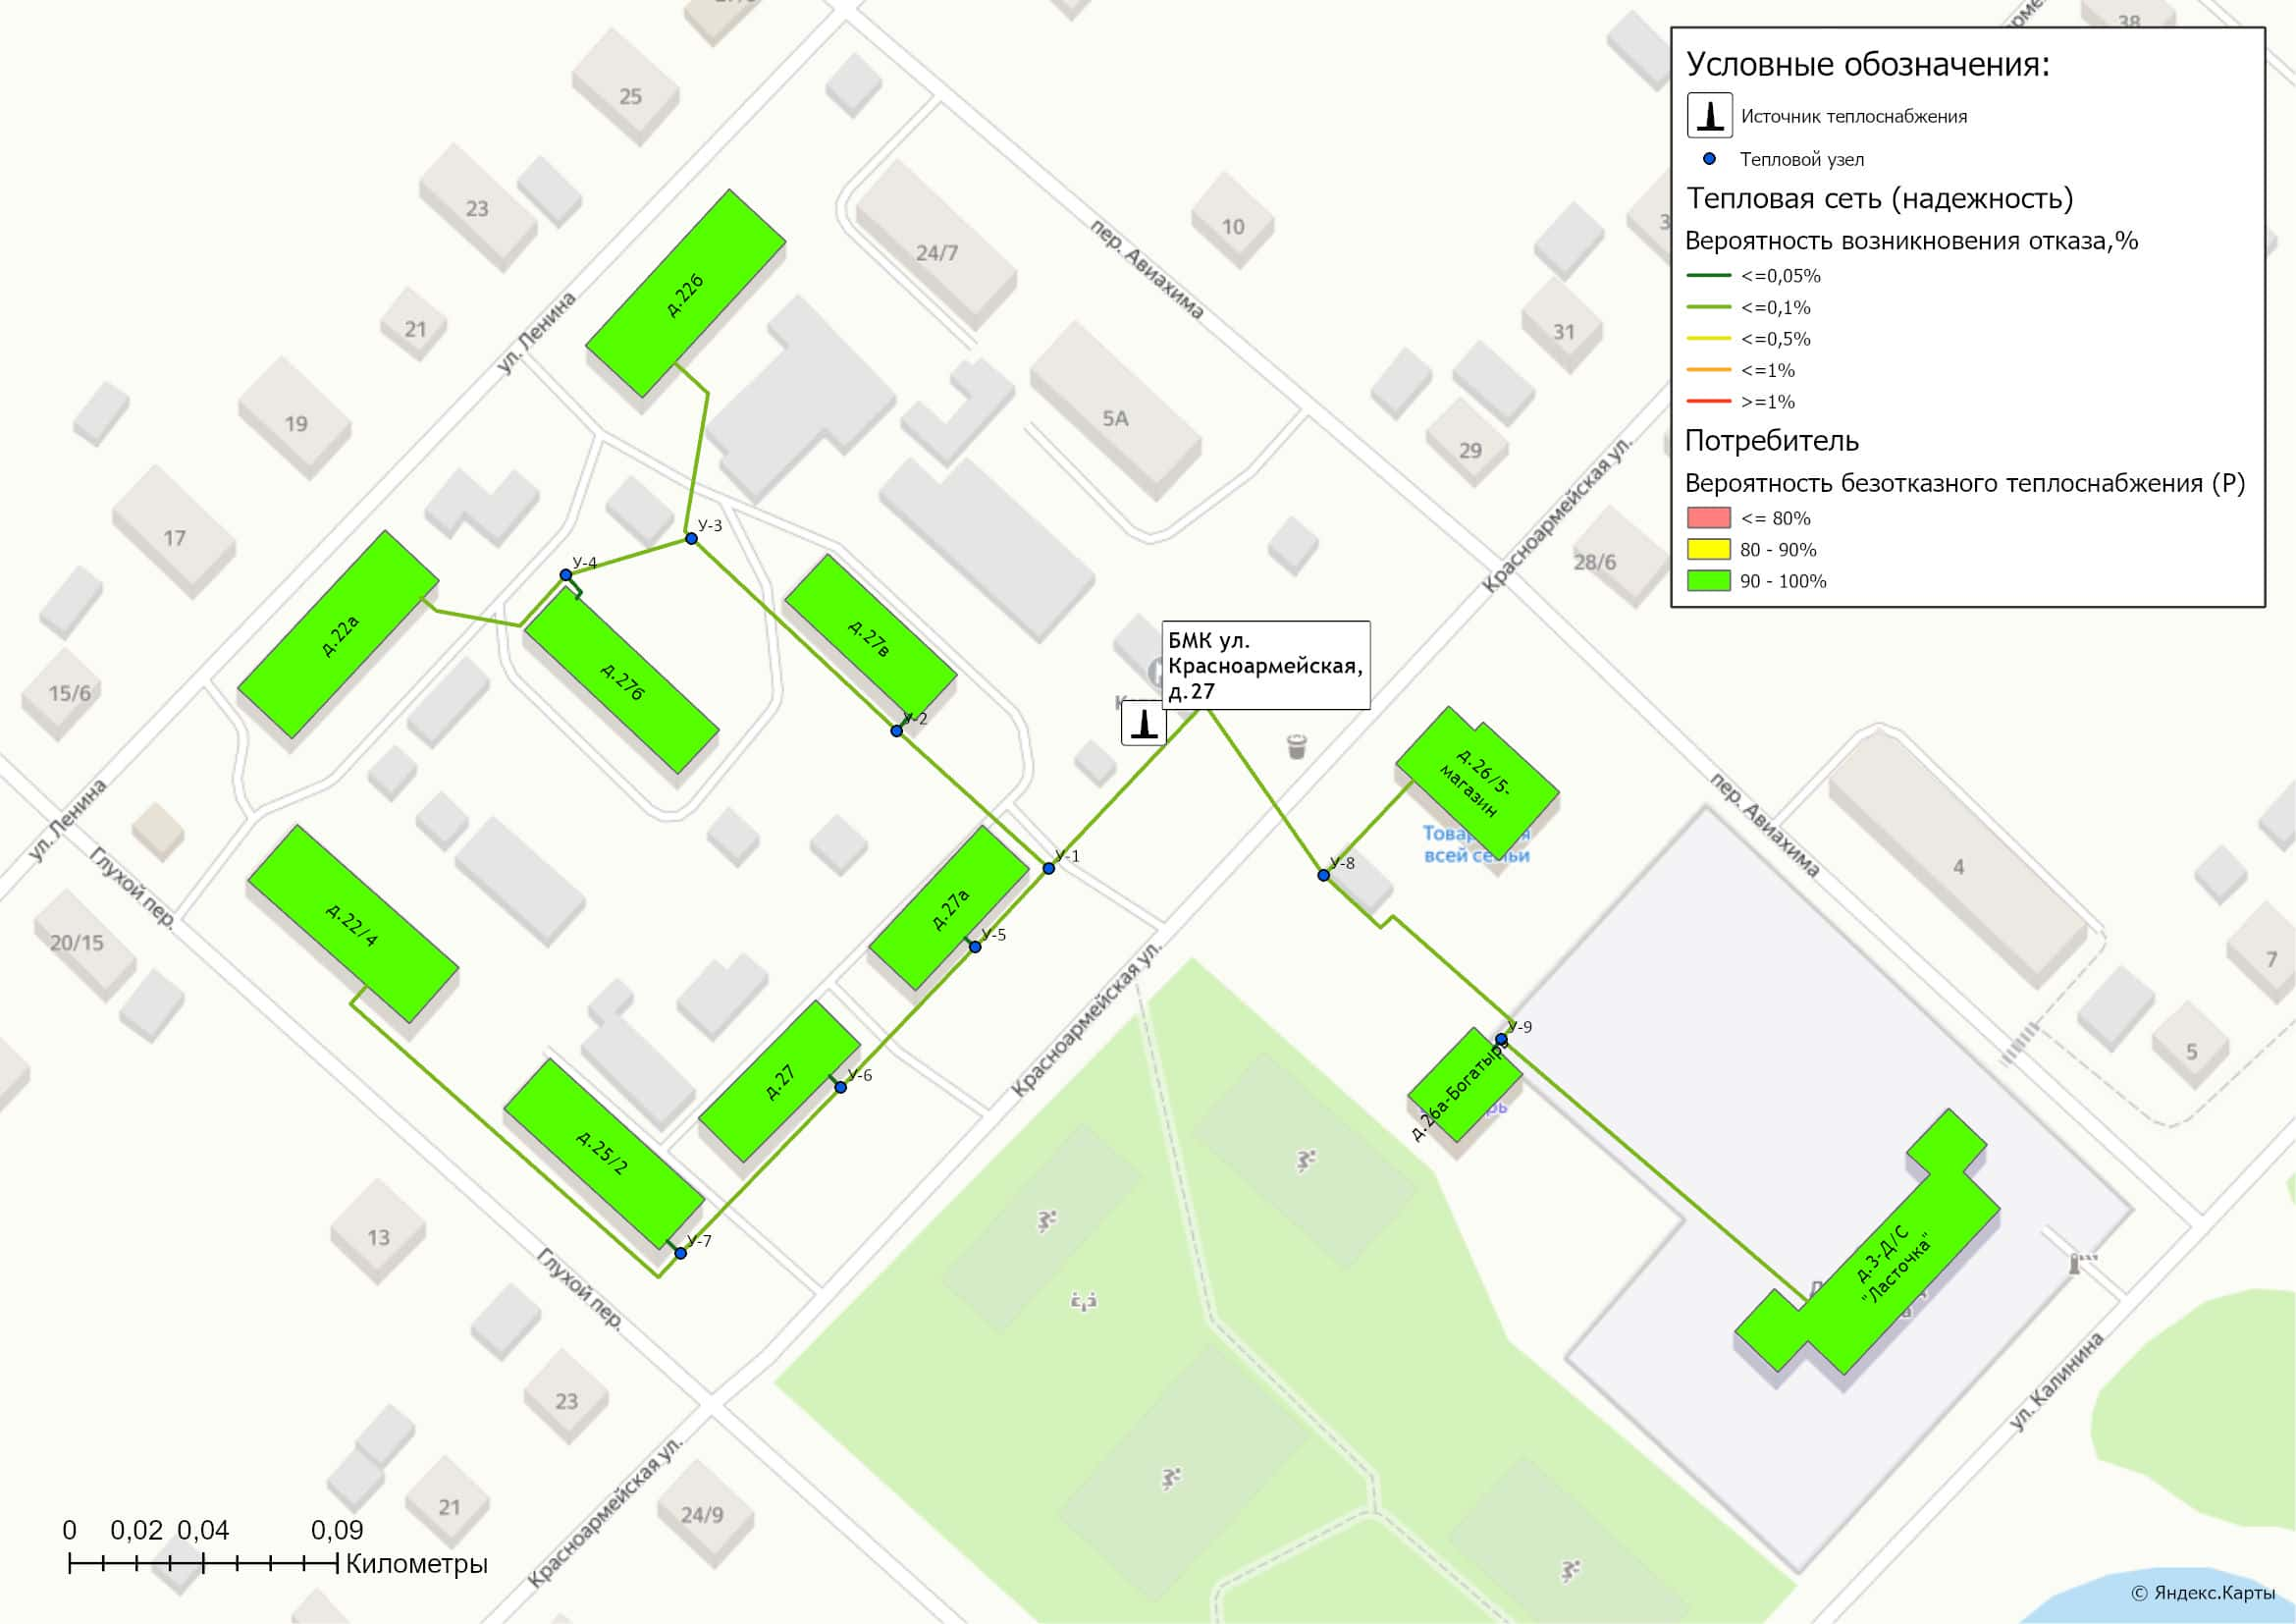 Условные обозначения:
Источник теплоснабжения
Тепловой узел
Тепловая сеть (надежность)
Вероятность возникновения отказа,%
<=0,05%
<=0,1%
<=0,5%
<=1%
>=1%
Потребитель
Вероятность безотказного теплоснабжения (Р)
<= 80%
80 - 90%
90 - 100%
38
25
23
21
19
17
15/6
20/15
13
23
21
24/9
24/7
10
5А
31
29
28/6
4
7
5
ул. Ленина
ул. Ленина
пер. Авиахима
пер. Авиахима
Красноармейская ул.
Красноармейская ул.
Красноармейская ул.
Глухой пер.
Глухой пер.
ул. Калинина
д.22б
д.22а
д.27б
д.27в
д.22/4
д.27а
д.27
д.25/2
У-3
У-4
У-2
У-1
У-5
У-6
У-7
У-8
У-9
БМК ул.
Красноармейская,
д.27
д.26/5-
магазин
всей семьи
д.26а-Богатырь
д.3-Д/С
"Ласточка"
0 0,02 0,04 0,09
Километры
© Яндекс.Карты